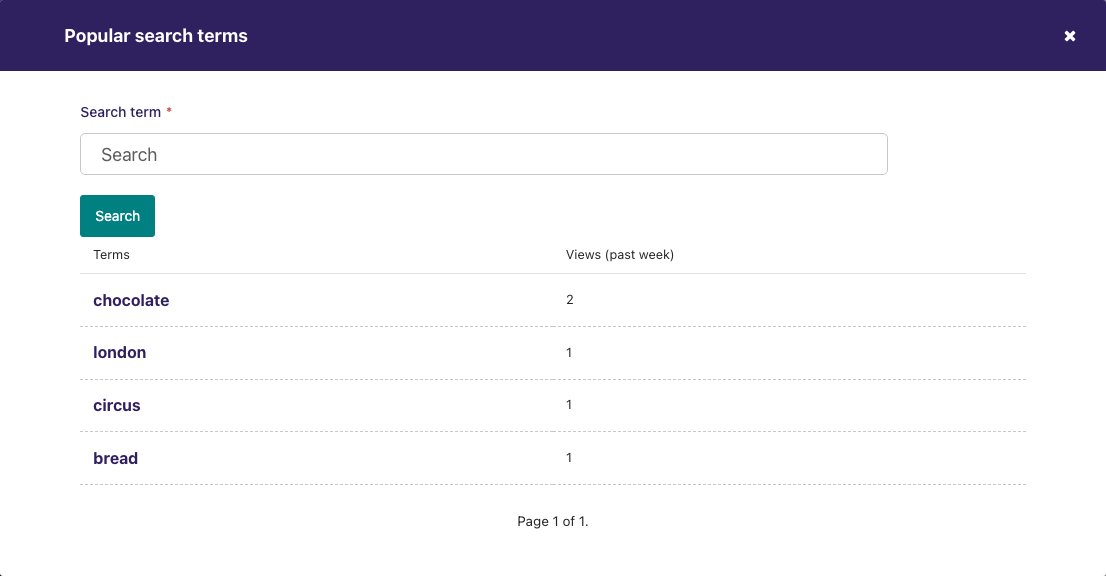 Popular search terms
Search term *
Search
Search
Terms Views (past week)
chocolate 2
london 1
circus 1
bread 1
Page 1 of 1.